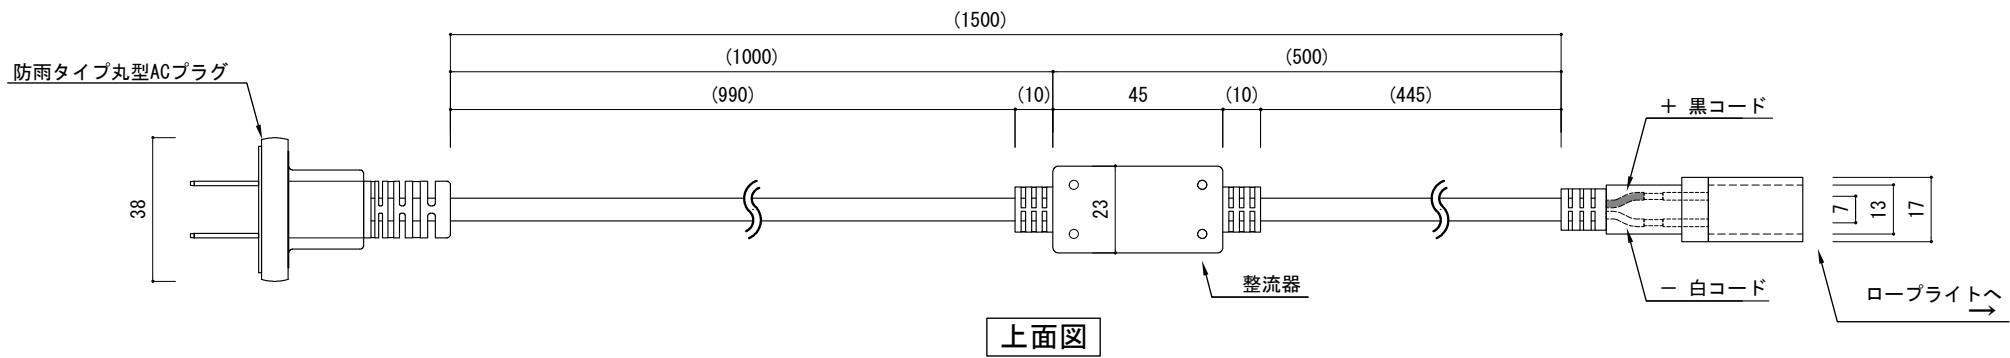 (1500)
(1000)
(500)
防雨タイプ丸型ACプラグ
(990)
(10)
45
(10)
(445)
＋ 黒コード
38
23
7
13
17
整流器
－ 白コード
ロープライトへ
→
上面図